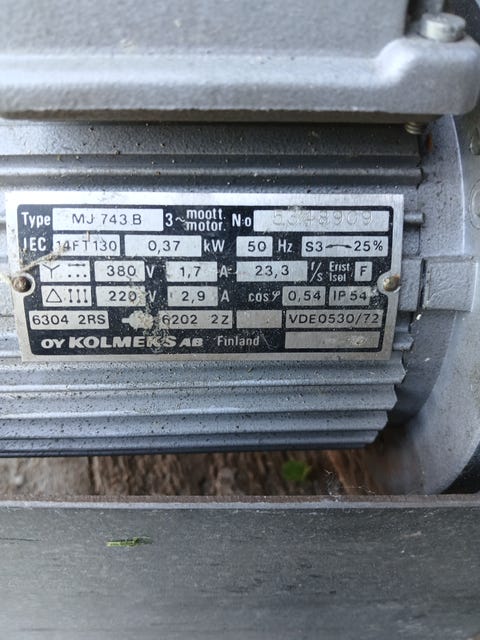 Type MJ 743 B 3~ moott motor. N:o 5348909
IEC 14FT130 0,37 kW 50 Hz S3 25%
Y 380 V 1,7 A 23,3 r/s Erist Isol F
△ 220 V 2,9 A cosφ 0,54 IP 54
6304 2RS 6202 2Z VDE0530/72
OY KOLMEKS AB Finland